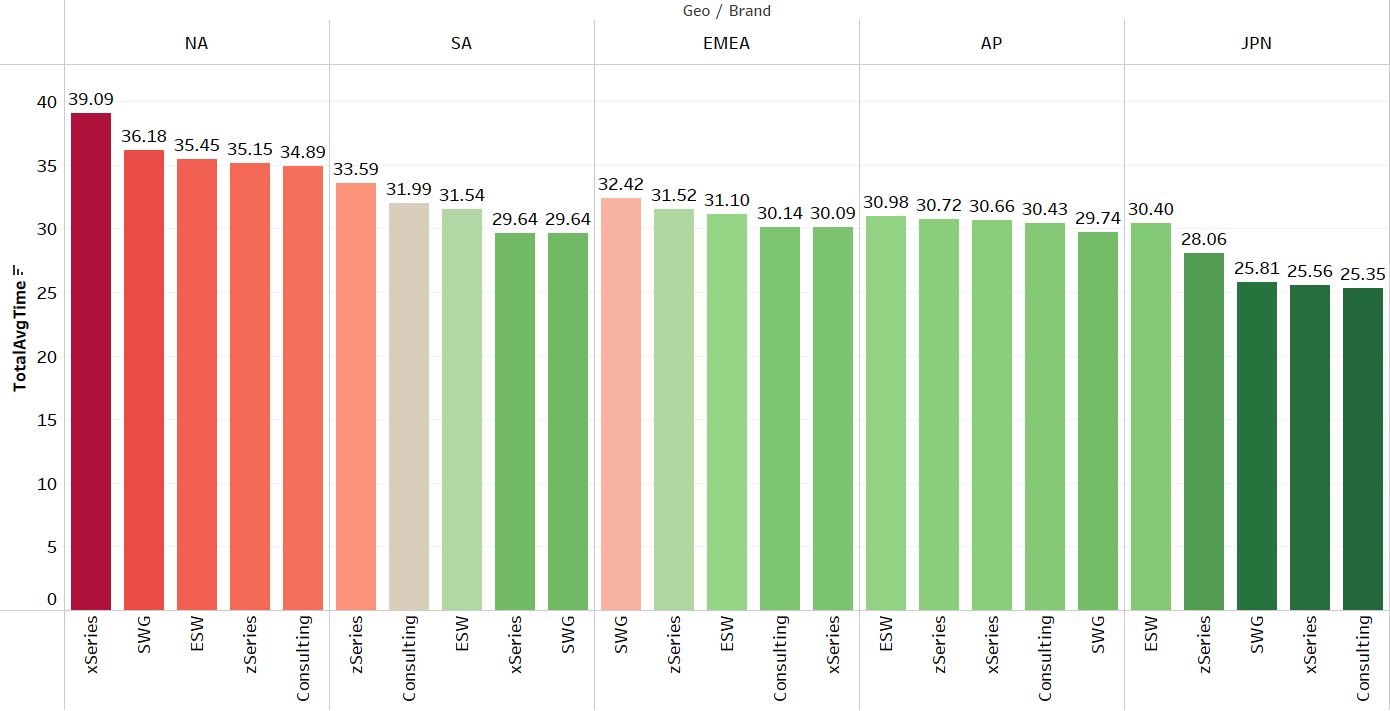 Geo / Brand
NA SA EMEA AP JPN
TotalAvgTime
40
35
30
25
20
15
10
5
0
39.09 36.18 35.45 35.15 34.89 33.59 31.99 31.54 29.64 29.64 32.42 31.52 31.10 30.14 30.09 30.98 30.72 30.66 30.43 29.74 30.40 28.06 25.81 25.56 25.35
xSeries SWG ESW zSeries Consulting zSeries Consulting ESW xSeries SWG SWG zSeries ESW Consulting xSeries ESW zSeries xSeries Consulting SWG ESW zSeries SWG xSeries Consulting